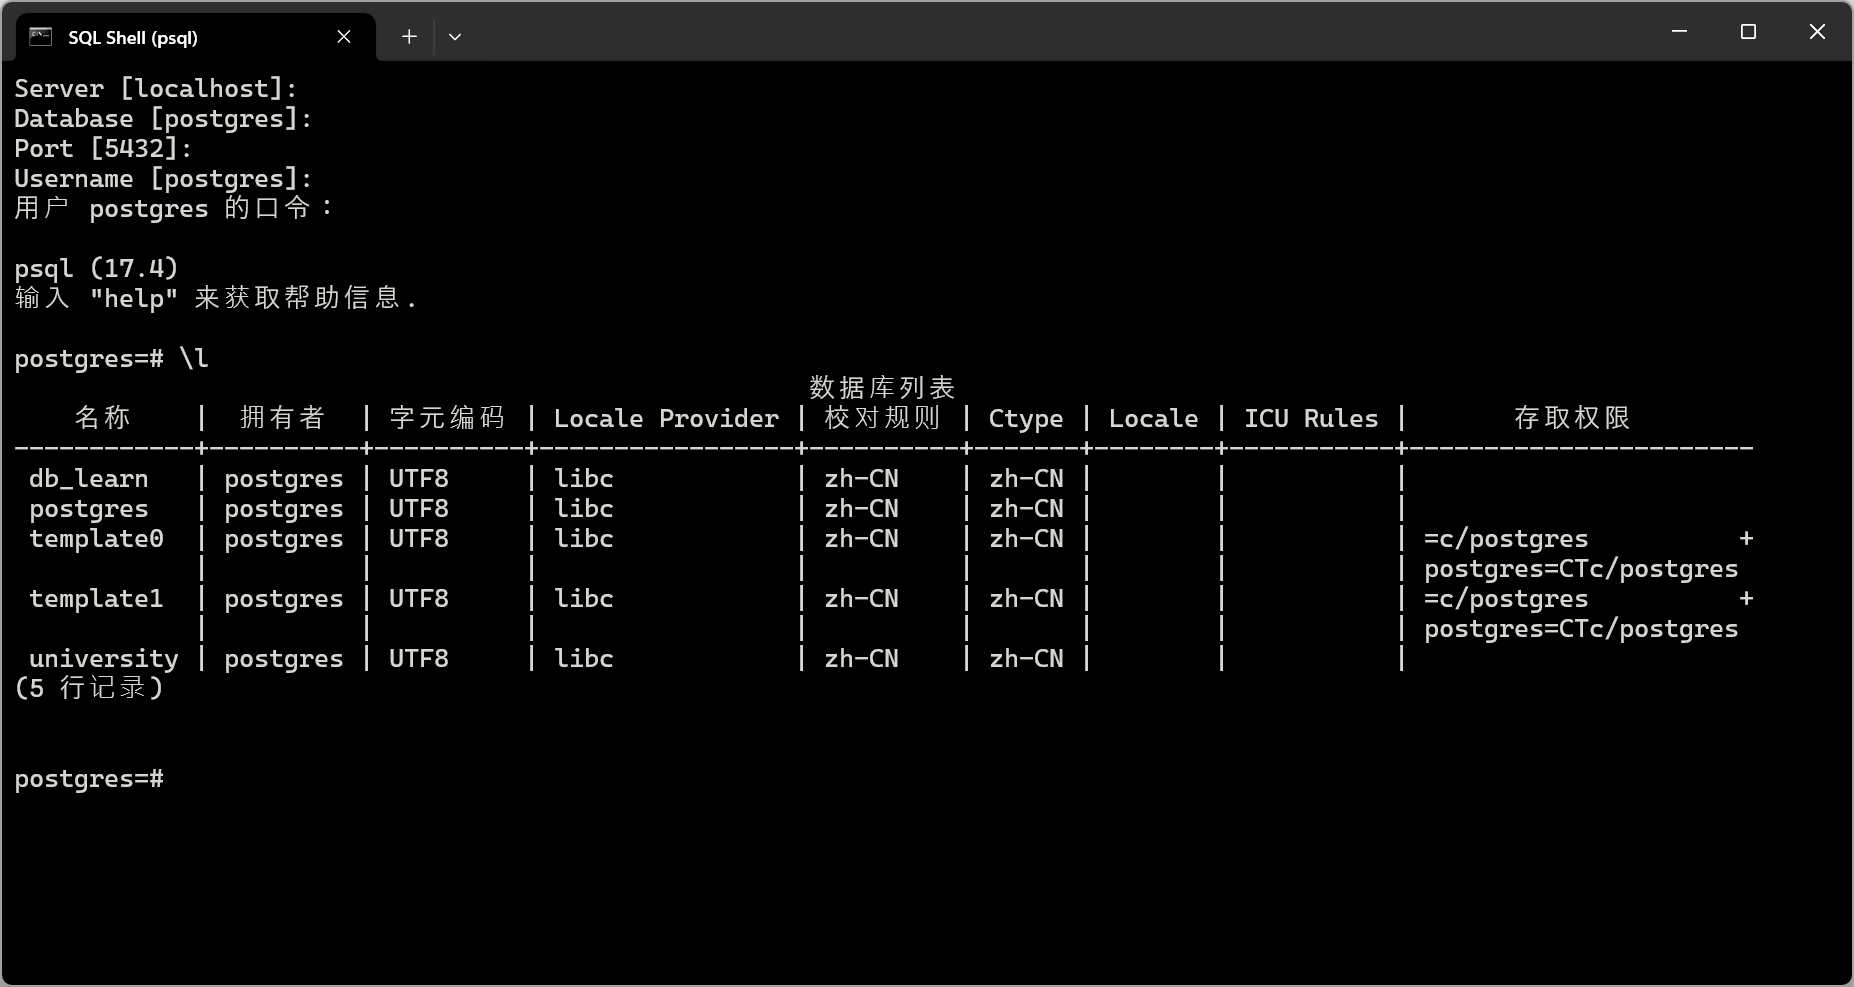 SQL Shell (psql)
Server [localhost]:
Database [postgres]:
Port [5432]:
Username [postgres]:
用户 postgres 的口令：
psql (17.4)
输入 "help" 来获取帮助信息.
postgres=# \l
数据库列表
名称 | 拥有者 | 字元编码 | Locale Provider | 校对规则 | Ctype | Locale | ICU Rules | 存取权限
-----------+----------+----------+-----------------+----------+-------+--------+-----------+-----------------------
db_learn | postgres | UTF8 | libc | zh-CN | zh-CN | | |
postgres | postgres | UTF8 | libc | zh-CN | zh-CN | | |
template0 | postgres | UTF8 | libc | zh-CN | zh-CN | | | =c/postgres +
| | | | | | | | postgres=CTc/postgres
template1 | postgres | UTF8 | libc | zh-CN | zh-CN | | | =c/postgres +
| | | | | | | | postgres=CTc/postgres
university | postgres | UTF8 | libc | zh-CN | zh-CN | | |
(5 行记录)
postgres=#